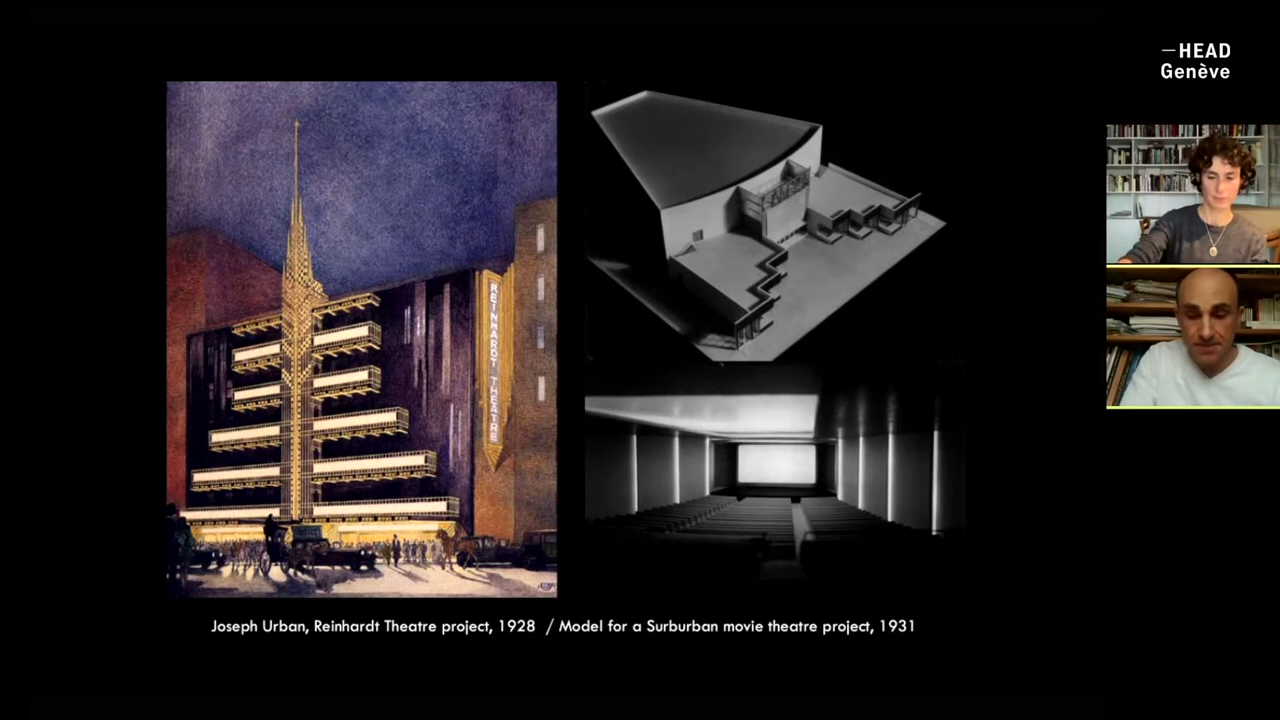 —HEAD
Genève
REINHARDT THEATRE
Joseph Urban, Reinhardt Theatre project, 1928 / Model for a Surburban movie theatre project, 1931